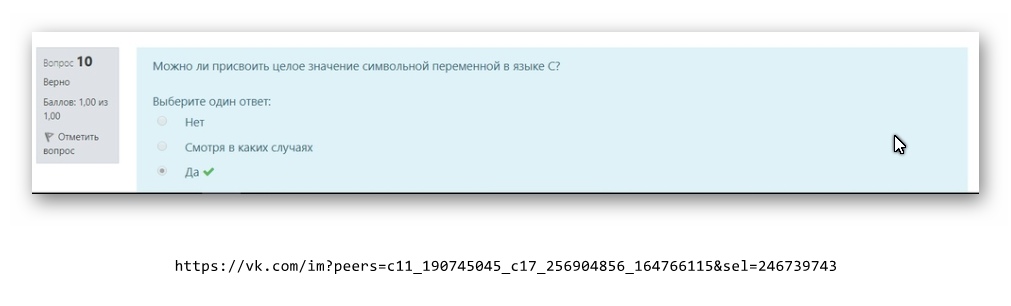 Вопрос 10
Верно
Баллов: 1,00 из
1,00
Отметить
вопрос
Можно ли присвоить целое значение символьной переменной в языке С?
Выберите один ответ:
Нет
Смотря в каких случаях
Да
https://vk.com/im?peers=c11_190745045_c17_256904856_164766115&sel=246739743